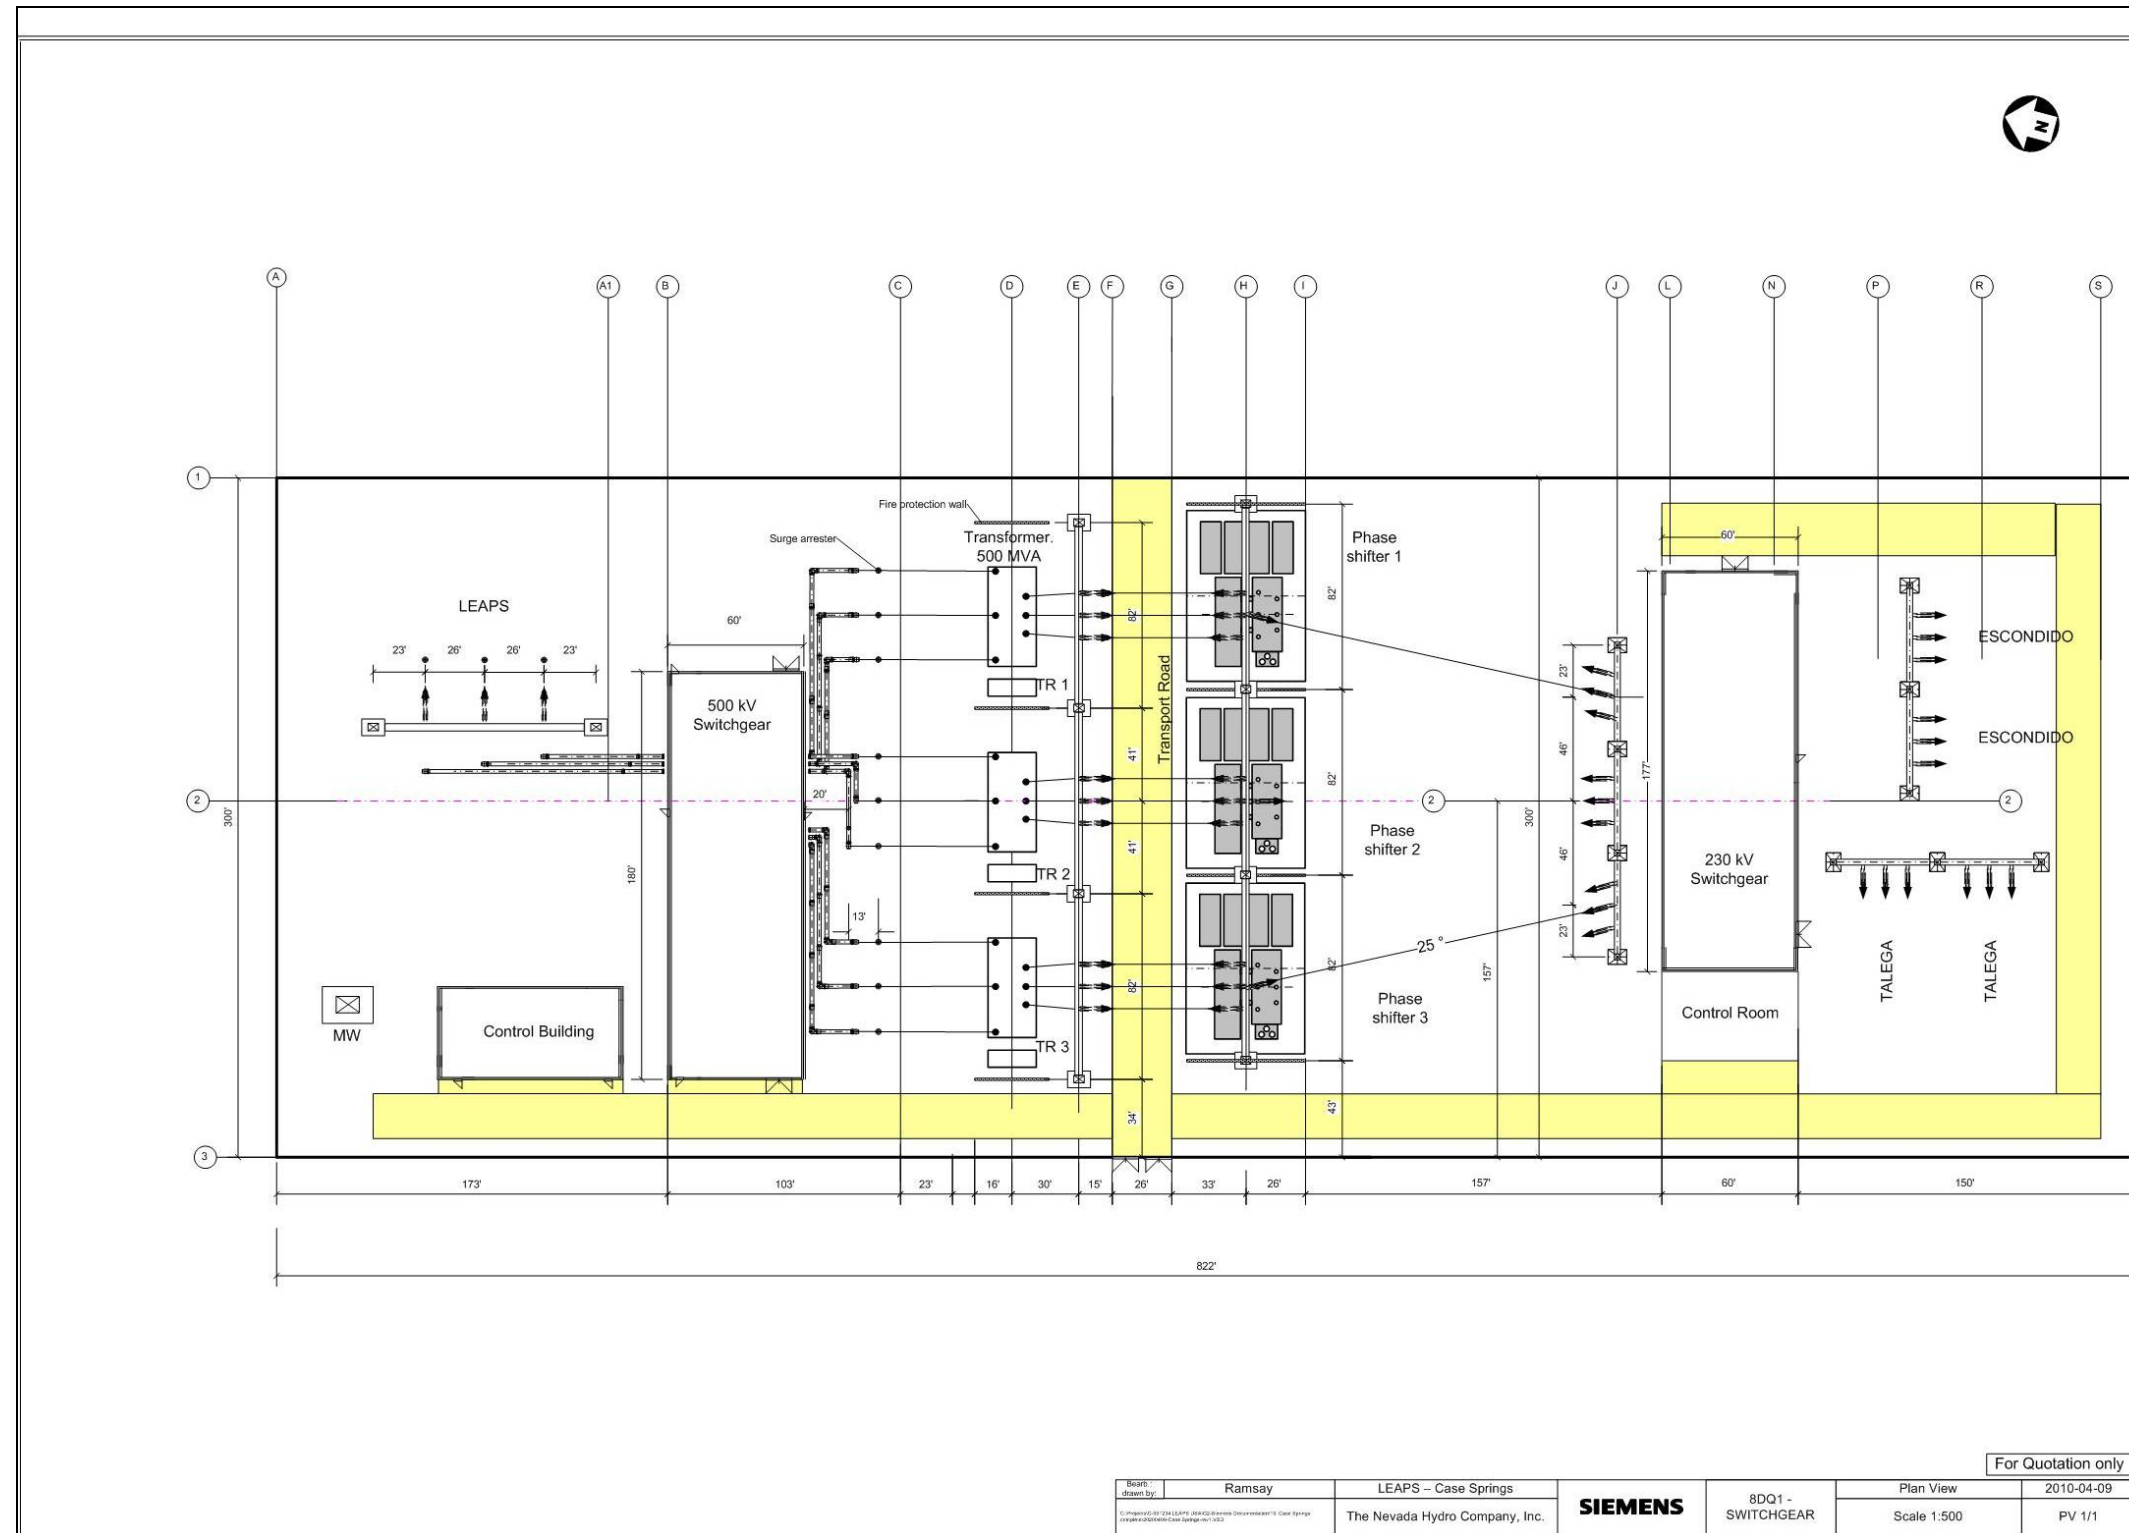 N
A
A1
B
C
D
E
F
G
H
I
J
L
N
P
R
S
1
Fire protection wall
Surge arrester
Transformer.
500 MVA
Phase
shifter 1
60'
LEAPS
23'
26'
26'
23'
60'
500 kV
Switchgear
TR 1
82'
82'
Transport Road
23'
ESCONDIDO
ESCONDIDO
2
300'
20'
180'
41'
41'
TR 2
82'
2
Phase
shifter 2
300'
46'
46'
177'
2
230 kV
Switchgear
13'
25 °
23'
157'
TALEGA
TALEGA
MW
Control Building
TR 3
82'
82'
Phase
shifter 3
Control Room
34'
43'
3
173'
103'
23'
16'
30'
15'
26'
33'
26'
157'
60'
150'
822'
For Quotation only
Bearb.:
drawn by:
Ramsay
LEAPS – Case Springs
The Nevada Hydro Company, Inc.
SIEMENS
8DQ1 -
SWITCHGEAR
Plan View
2010-04-09
Scale 1:500
PV 1/1